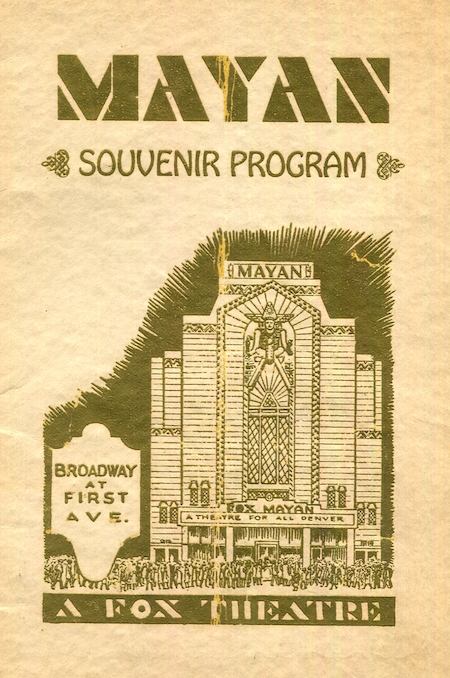 MAYAN
SOUVENIR PROGRAM
MAYAN
BROADWAY
AT
FIRST
AVE.
FOX MAYAN
A THEATRE FOR ALL DENVER
A FOX THEATRE